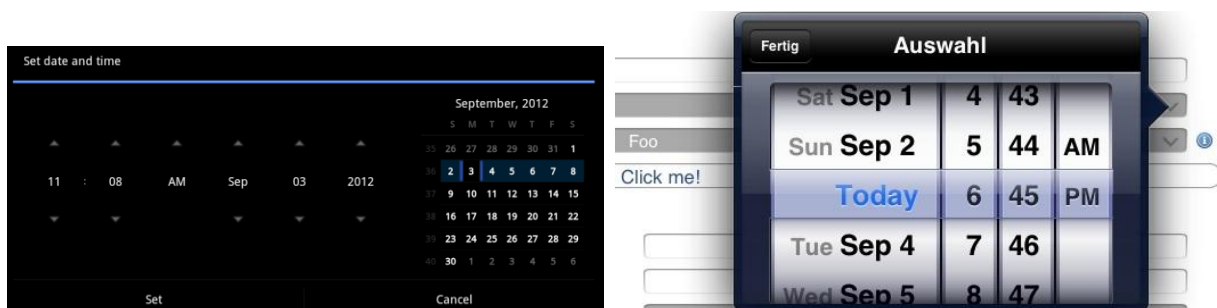 Set date and time
11 : 08 AM Sep 03 2012
September, 2012
S M T W T F S
35 26 27 28 29 30 31 1
36 2 3 4 5 6 7 8
37 9 10 11 12 13 14 15
38 16 17 18 19 20 21 22
39 23 24 25 26 27 28 29
40 30 1 2 3 4 5 6
Set Cancel
Fertig Auswahl
Foo
Click me!
Sat Sep 1 4 43
Sun Sep 2 5 44 AM
Today 6 45 PM
Tue Sep 4 7 46
Wed Sep 5 8 47